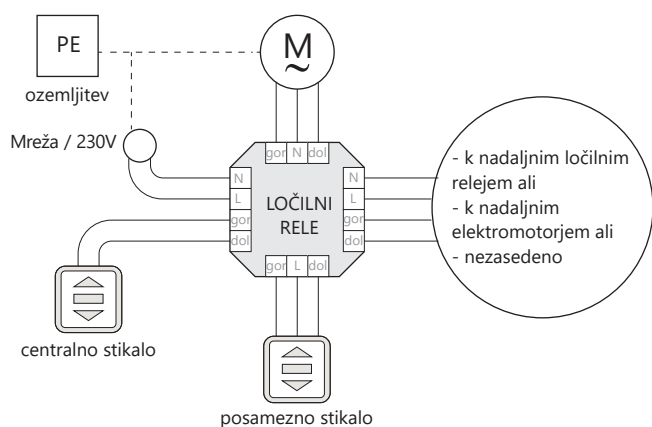 PE
ozemljitev
M
~
Mreža / 230V
gor N dol
N
L
gor
dol
LOČILNI
RELE
N
L
gor
dol
gor L dol
- k nadaljnim ločilnim
relejem ali
- k nadaljnim
elektromotorjem ali
- nezasedeno
centralno stikalo
posamezno stikalo